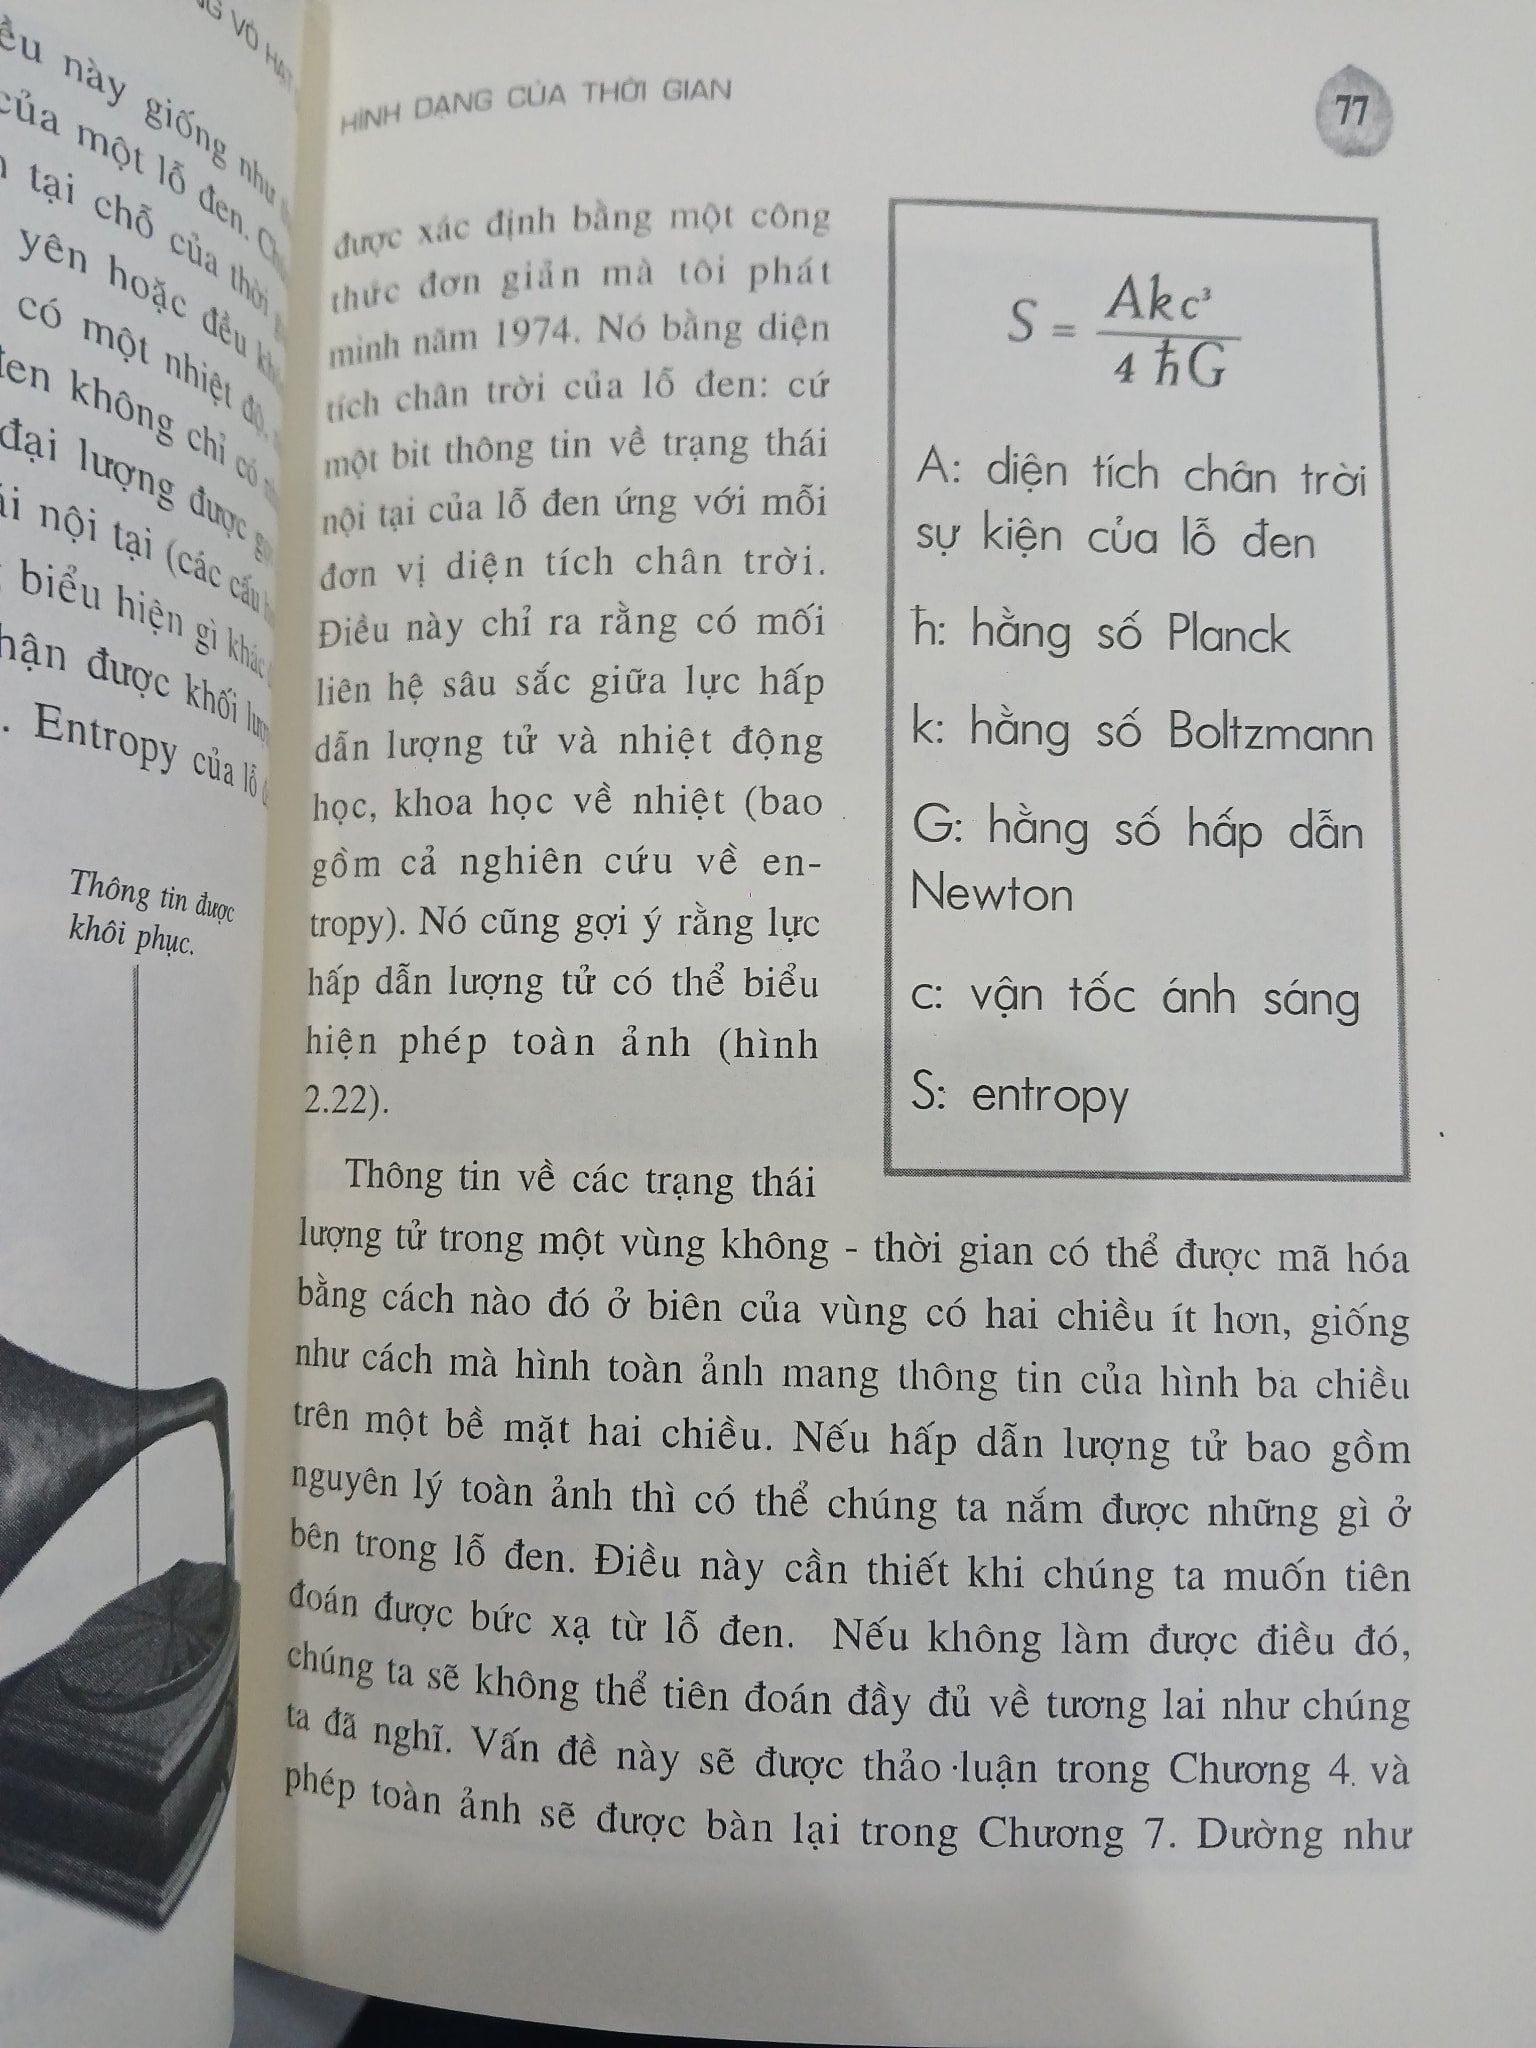 ều này giống như
của một lỗ đen.
tại chỗ của thời
yên hoặc đều
có một nhiệt độ,
đen không chỉ có
đại lượng được gọi
nội tại (các cấu
biểu hiện gì khác
nhận được khối
. Entropy của lỗ
Thông tin được
khôi phục.
HÌNH DẠNG CỦA THỜI GIAN
77
được xác định bằng một công
thức đơn giản mà tôi phát
minh năm 1974. Nó bằng diện
tích chân trời của lỗ đen: cứ
một bit thông tin về trạng thái
nội tại của lỗ đen ứng với mỗi
đơn vị diện tích chân trời.
Điều này chỉ ra rằng có mối
liên hệ sâu sắc giữa lực hấp
dẫn lượng tử và nhiệt động
học, khoa học về nhiệt (bao
gồm cả nghiên cứu về en-
tropy). Nó cũng gợi ý rằng lực
hấp dẫn lượng tử có thể biểu
hiện phép toàn ảnh (hình
2.22).
S = Akc³
4 ħG
A: diện tích chân trời
sự kiện của lỗ đen
ħ: hằng số Planck
k: hằng số Boltzmann
G: hằng số hấp dẫn
Newton
c: vận tốc ánh sáng
S: entropy
Thông tin về các trạng thái
lượng tử trong một vùng không - thời gian có thể được mã hóa
bằng cách nào đó ở biên của vùng có hai chiều ít hơn, giống
như cách mà hình toàn ảnh mang thông tin của hình ba chiều
trên một bề mặt hai chiều. Nếu hấp dẫn lượng tử bao gồm
nguyên lý toàn ảnh thì có thể chúng ta nắm được những gì ở
bên trong lỗ đen. Điều này cần thiết khi chúng ta muốn tiên
đoán được bức xạ từ lỗ đen. Nếu không làm được điều đó,
chúng ta sẽ không thể tiên đoán đầy đủ về tương lai như chúng
ta đã nghĩ. Vấn đề này sẽ được thảo luận trong Chương 4. và
phép toàn ảnh sẽ được bàn lại trong Chương 7. Dường như